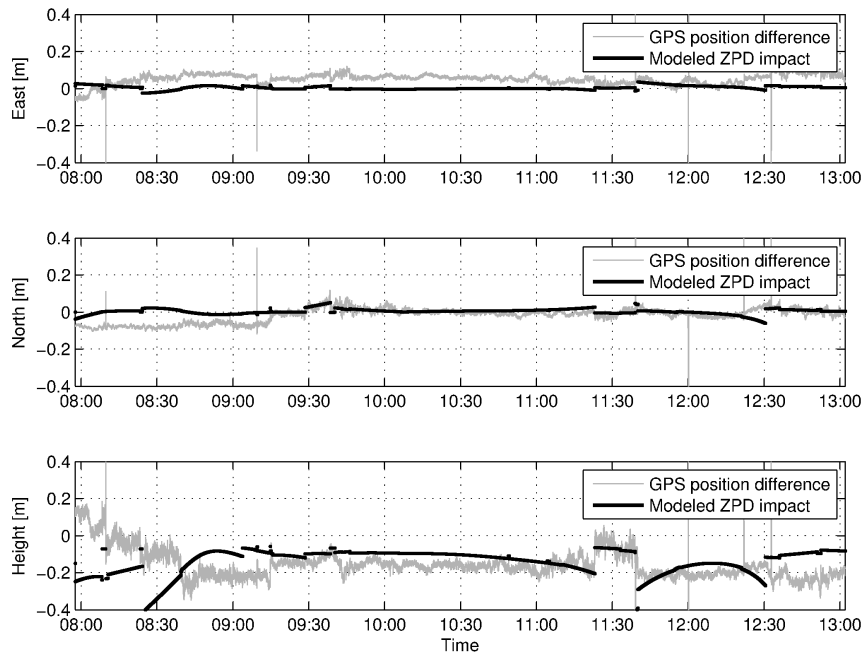 0.4
0.2
0
−0.2
−0.4
East [m]
GPS position difference
Modeled ZPD impact
08:00 08:30 09:00 09:30 10:00 10:30 11:00 11:30 12:00 12:30 13:00
0.4
0.2
0
−0.2
−0.4
North [m]
GPS position difference
Modeled ZPD impact
08:00 08:30 09:00 09:30 10:00 10:30 11:00 11:30 12:00 12:30 13:00
0.4
0.2
0
−0.2
−0.4
Height [m]
GPS position difference
Modeled ZPD impact
08:00 08:30 09:00 09:30 10:00 10:30 11:00 11:30 12:00 12:30 13:00
Time